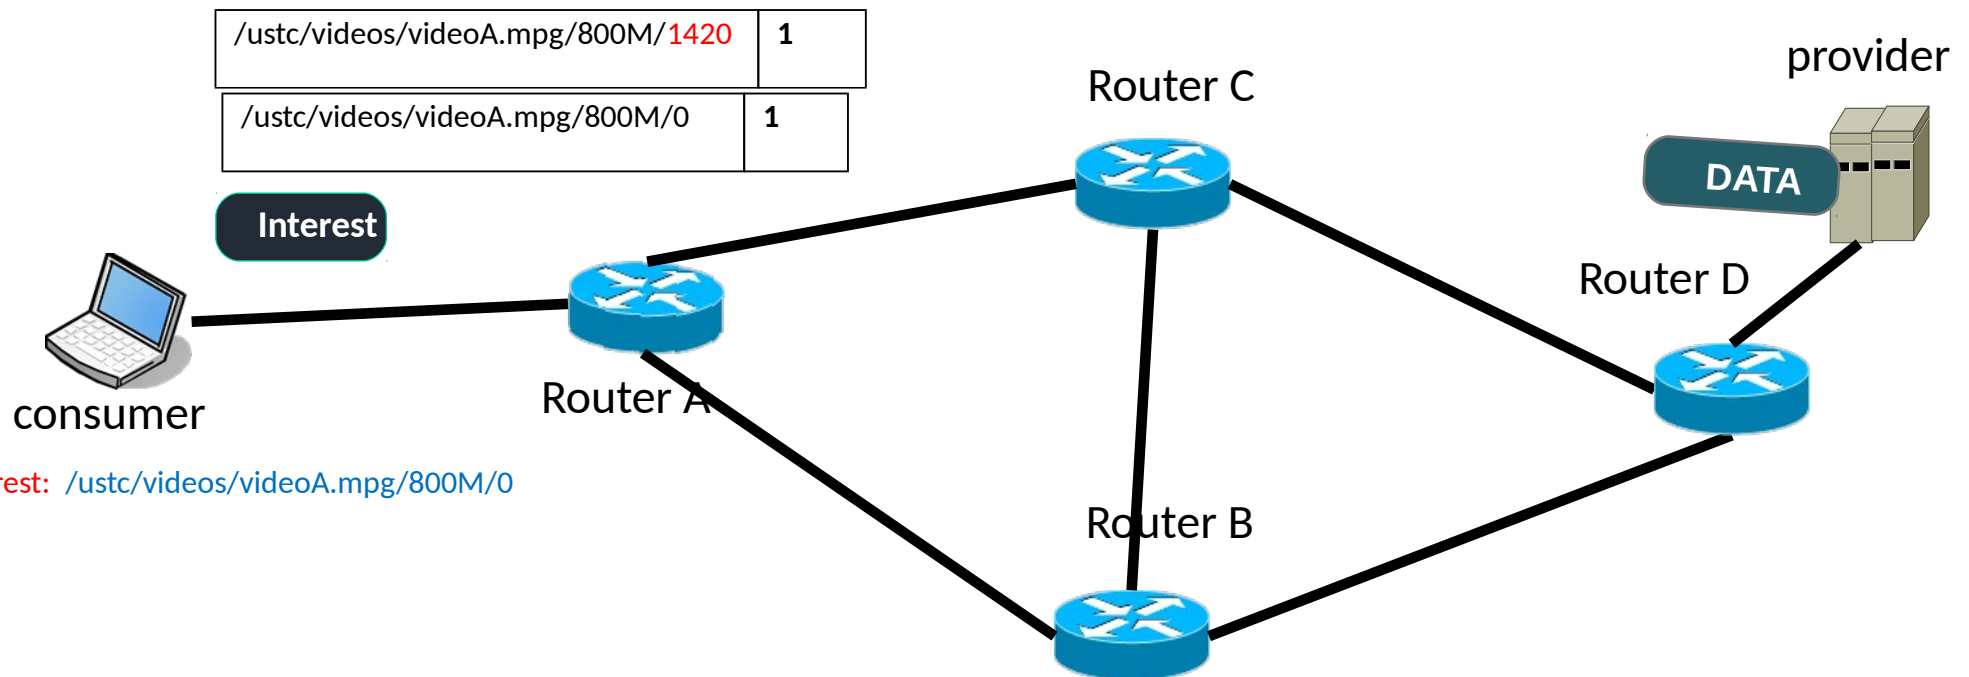 /ustc/videos/videoA.mpg/800M/1420 1
/ustc/videos/videoA.mpg/800M/0 1
provider
Router C
DATA
Interest
Router D
Router A
consumer
rest: /ustc/videos/videoA.mpg/800M/0
Router B